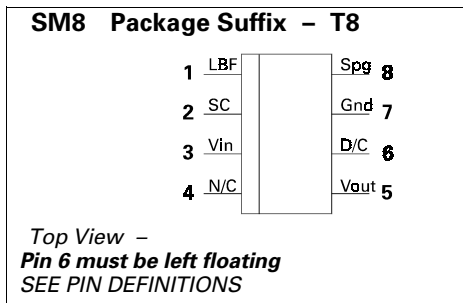 SM8 Package Suffix – T8
1 LBF Spg 8
2 SC Gnd 7
3 Vin D/C 6
4 N/C Vout 5
Top View –
Pin 6 must be left floating
SEE PIN DEFINITIONS